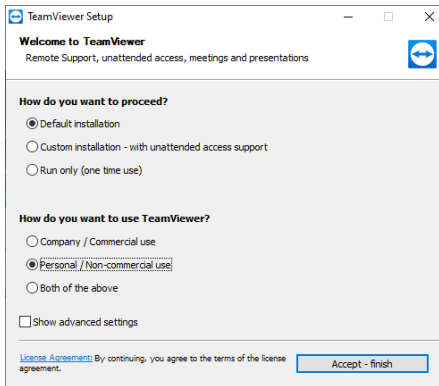 TeamViewer Setup
Welcome to TeamViewer
Remote Support, unattended access, meetings and presentations
How do you want to proceed?
Default installation
Custom installation - with unattended access support
Run only (one time use)
How do you want to use TeamViewer?
Company / Commercial use
Personal / Non-commercial use
Both of the above
Show advanced settings
License Agreement: By continuing, you agree to the terms of the license
agreement.
Accept - finish